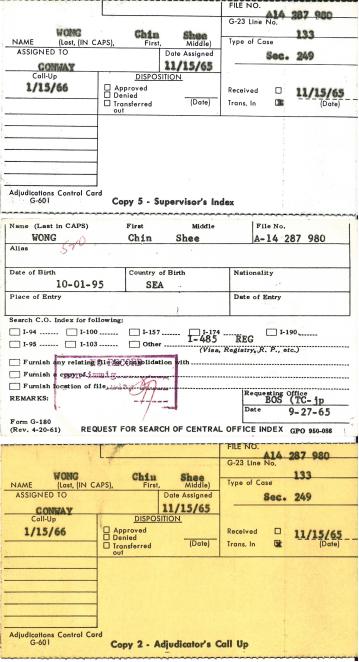 FILE NO.
A14 287 980
G-23 Line No.
133
WONG Chin Shee
NAME (Last, (IN CAPS), First, Middle)
Type of Case
ASSIGNED TO Date Assigned
CONWAY 11/15/65
Sec. 249
Call-Up DISPOSITION
1/15/66
Approved
Denied
Transferred out
(Date)
Received 11/15/65
Trans. In (Date)
Adjudications Control Card
G-601
Copy 5 - Supervisor's Index
Name (Last in CAPS) First Middle File No.
WONG Chin Shee A-14 287 980
Alias
520
Date of Birth Country of Birth Nationality
10-01-95 SEA
Place of Entry Date of Entry
Search C.O. Index for following:
I-94 I-100 I-157 I-174 I-190
I-485 REG
I-95 I-103 Other
(Visa, Registry, R. P., etc.)
Furnish any relating file for consolidation with
Furnish a copy of
Furnish location of file
REMARKS:
Requesting Office
BOS (TC-jp
Date 9-27-65
Form G-180
(Rev. 4-20-61) REQUEST FOR SEARCH OF CENTRAL OFFICE INDEX GPO 950-086
FILE NO.
A14 287 980
G-23 Line No.
133
WONG Chin Shee
NAME (Last, (IN CAPS), First, Middle)
Type of Case
ASSIGNED TO Date Assigned
CONWAY 11/15/65
Sec. 249
Call-Up DISPOSITION
1/15/66
Approved
Denied
Transferred out
(Date)
Received 11/15/65
Trans. In (Date)
Adjudications Control Card
G-601
Copy 2 - Adjudicator's Call Up